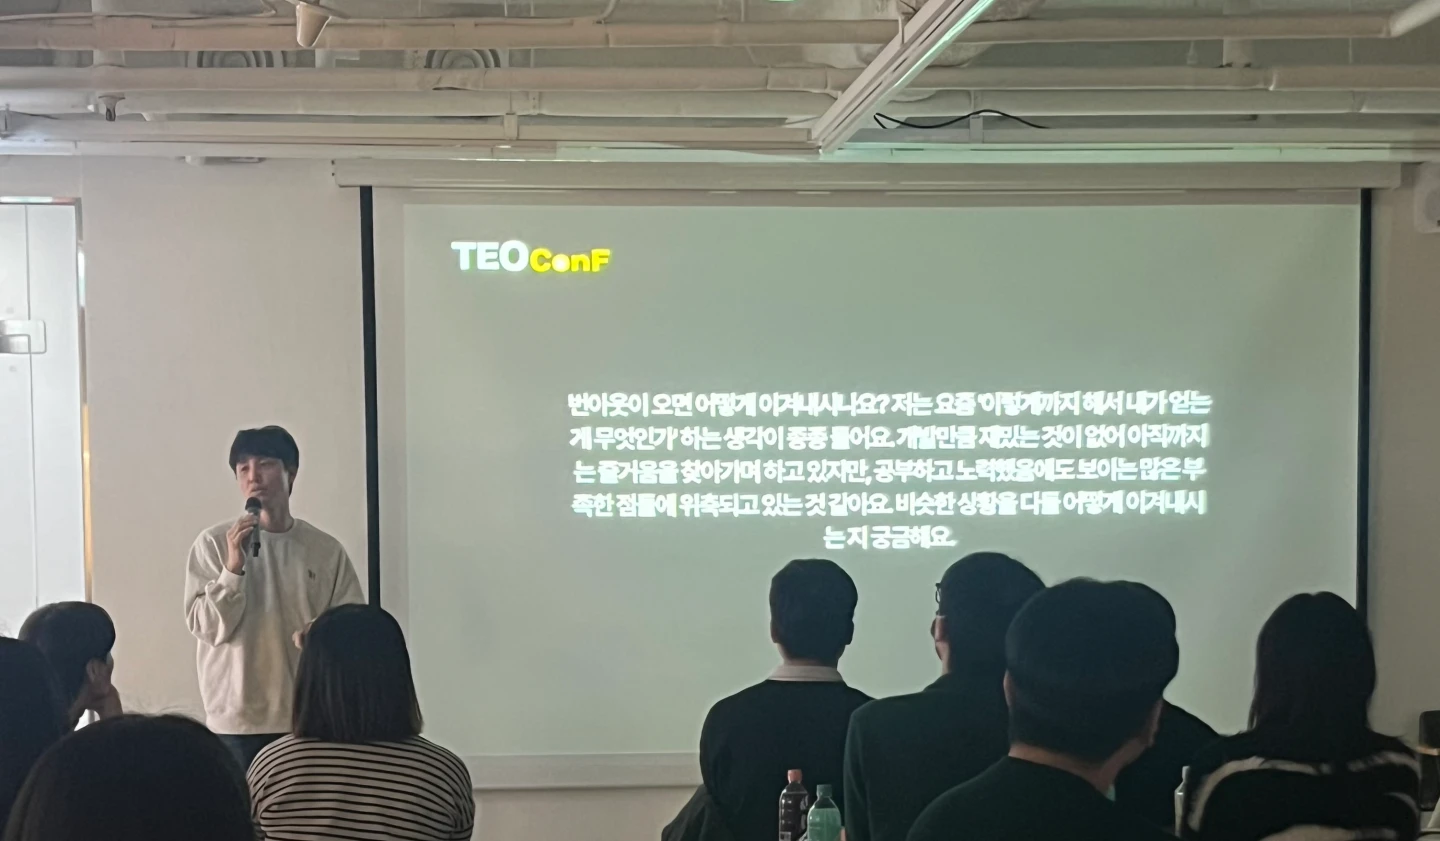 TEOConF
번아웃이 오면 어떻게 이겨내시나요? 저는 요즘 '이렇게까지 해서 내가 얻는
게 무엇인가' 하는 생각이 종종 들어요. 개발만큼 재밌는 것이 없어 아직까지
는 즐거움을 찾아가며 하고 있지만, 공부하고 노력했음에도 보이는 많은 부
족한 점들에 위축되고 있는 것 같아요. 비슷한 상황을 다들 어떻게 이겨내시
는지 궁금해요.